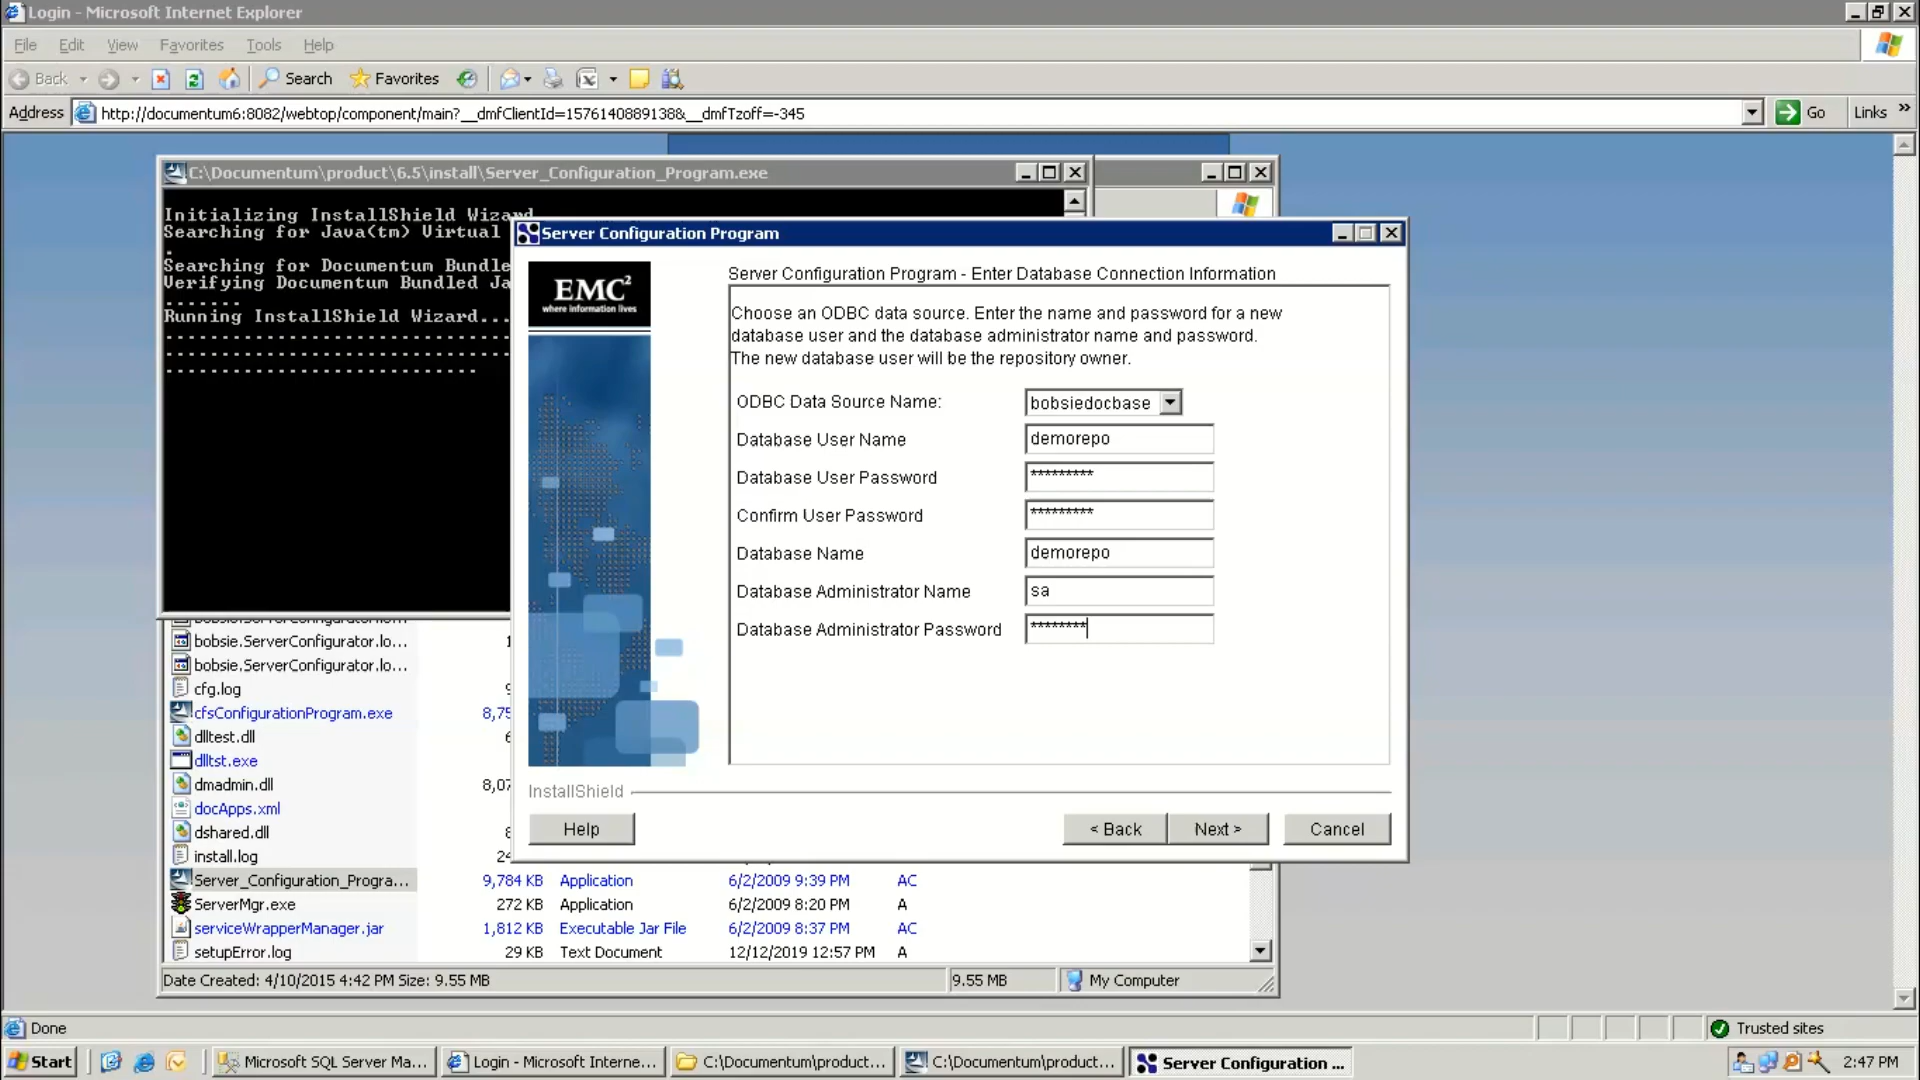 Login - Microsoft Internet Explorer
File Edit View Favorites Tools Help
Back Search Favorites
Address http://documentum6:8082/webtop/component/main?__dmfClientId=1576140889138&__dmfTzoff=-345 Go Links »
C:\Documentum\product\6.5\install\Server_Configuration_Program.exe
Initializing InstallShield Wizard
Searching for Java(tm) Virtual
.
Searching for Documentum Bundle
Verifying Documentum Bundled Ja
.......
Running InstallShield Wizard...
Server Configuration Program
EMC²
where information lives
Server Configuration Program - Enter Database Connection Information
Choose an ODBC data source. Enter the name and password for a new
database user and the database administrator name and password.
The new database user will be the repository owner.
ODBC Data Source Name: bobsiedocbase
Database User Name demorepo
Database User Password *********
Confirm User Password *********
Database Name demorepo
Database Administrator Name sa
Database Administrator Password ********
InstallShield
Help < Back Next > Cancel
bobsie.ServerConfigurator.lo...
bobsie.ServerConfigurator.lo...
cfg.log
cfsConfigurationProgram.exe 8,75
dlltest.dll
dlltst.exe
dmadmin.dll 8,07
docApps.xml
dshared.dll
install.log 24
Server_Configuration_Progra... 9,784 KB Application 6/2/2009 9:39 PM AC
ServerMgr.exe 272 KB Application 6/2/2009 8:20 PM A
serviceWrapperManager.jar 1,812 KB Executable Jar File 6/2/2009 8:37 PM AC
setupError.log 29 KB Text Document 12/12/2019 12:57 PM A
Date Created: 4/10/2015 4:42 PM Size: 9.55 MB 9.55 MB My Computer
Done Trusted sites
Start Microsoft SQL Server Ma... Login - Microsoft Interne... C:\Documentum\product... C:\Documentum\product... Server Configuration ... 2:47 PM